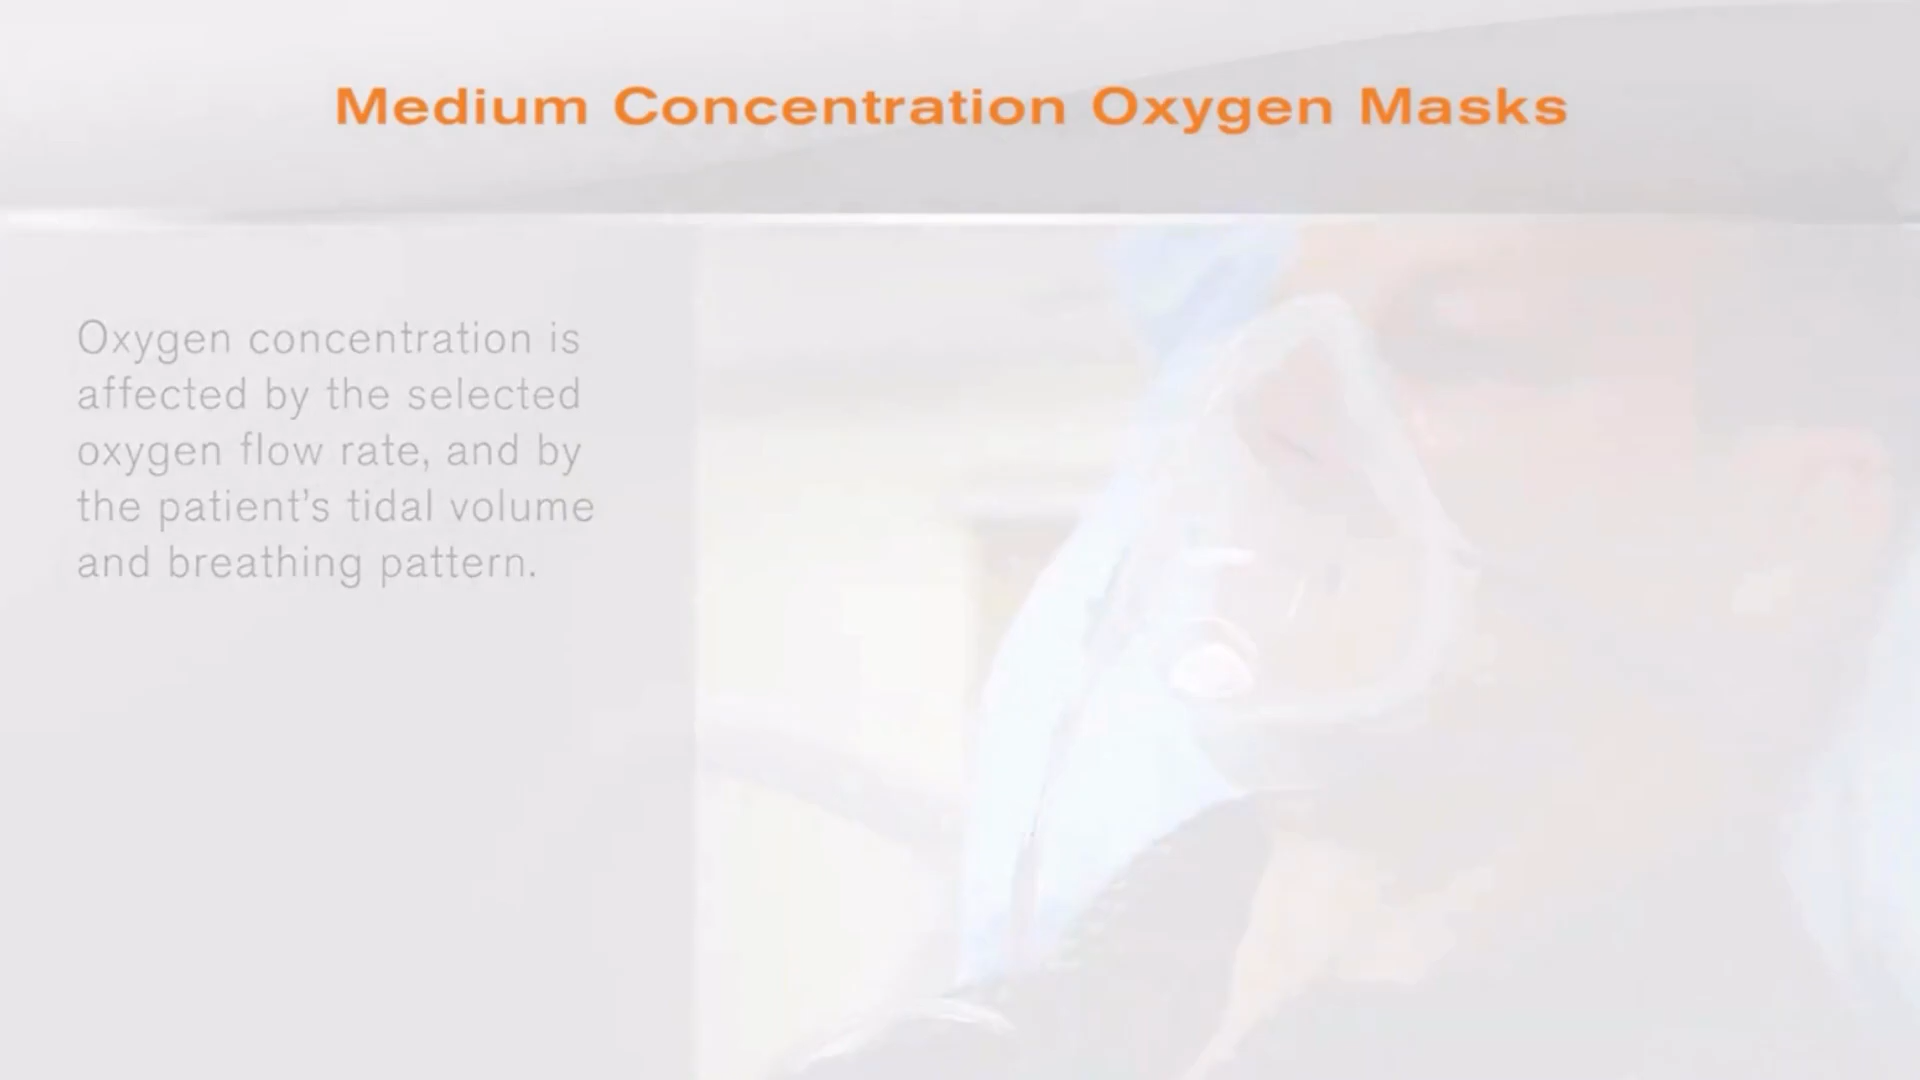 Medium Concentration Oxygen Masks
Oxygen concentration is
affected by the selected
oxygen flow rate, and by
the patient’s tidal volume
and breathing pattern.